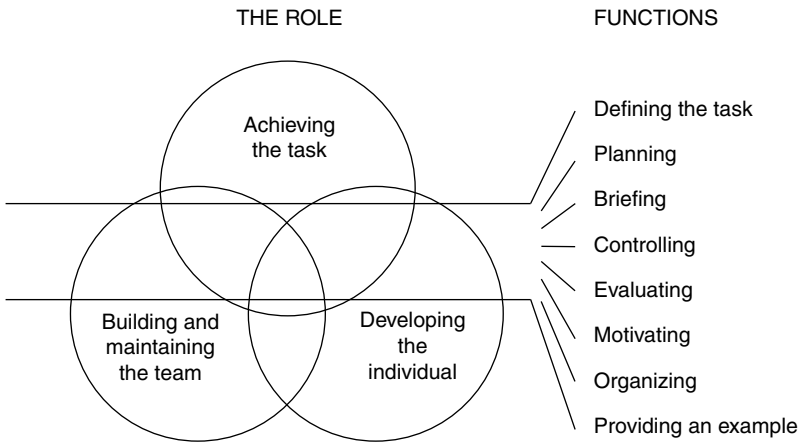 THE ROLE
FUNCTIONS
Achieving
the task
Building and
maintaining
the team
Developing
the
individual
Defining the task
Planning
Briefing
Controlling
Evaluating
Motivating
Organizing
Providing an example